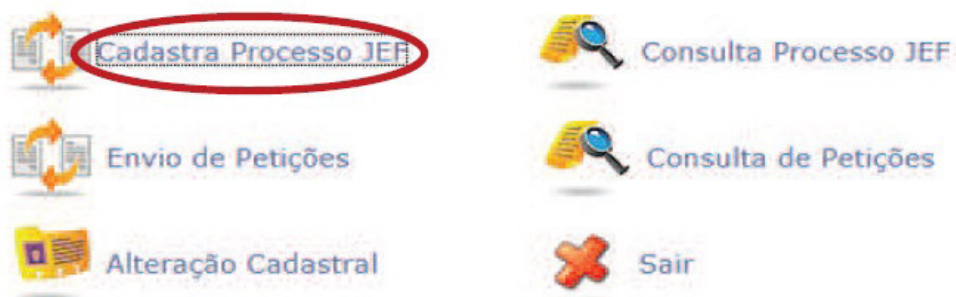 Cadastra Processo JEF
Consulta Processo JEF
Envio de Petições
Consulta de Petições
Alteração Cadastral
Sair